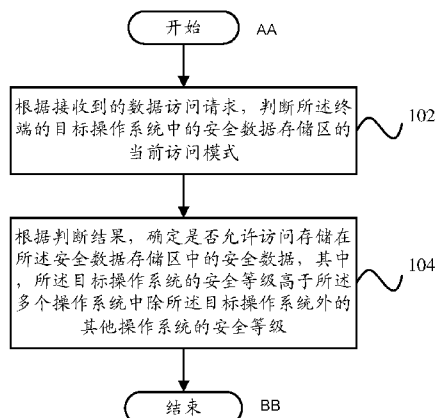 开始
AA
根据接收到的数据访问请求，判断所述终
端的目标操作系统中的安全数据存储区的
当前访问模式
102
根据判断结果，确定是否允许访问存储在
所述安全数据存储区中的安全数据，其中
，所述目标操作系统的安全等级高于所述
多个操作系统中除所述目标操作系统外的
其他操作系统的安全等级
104
结束
BB